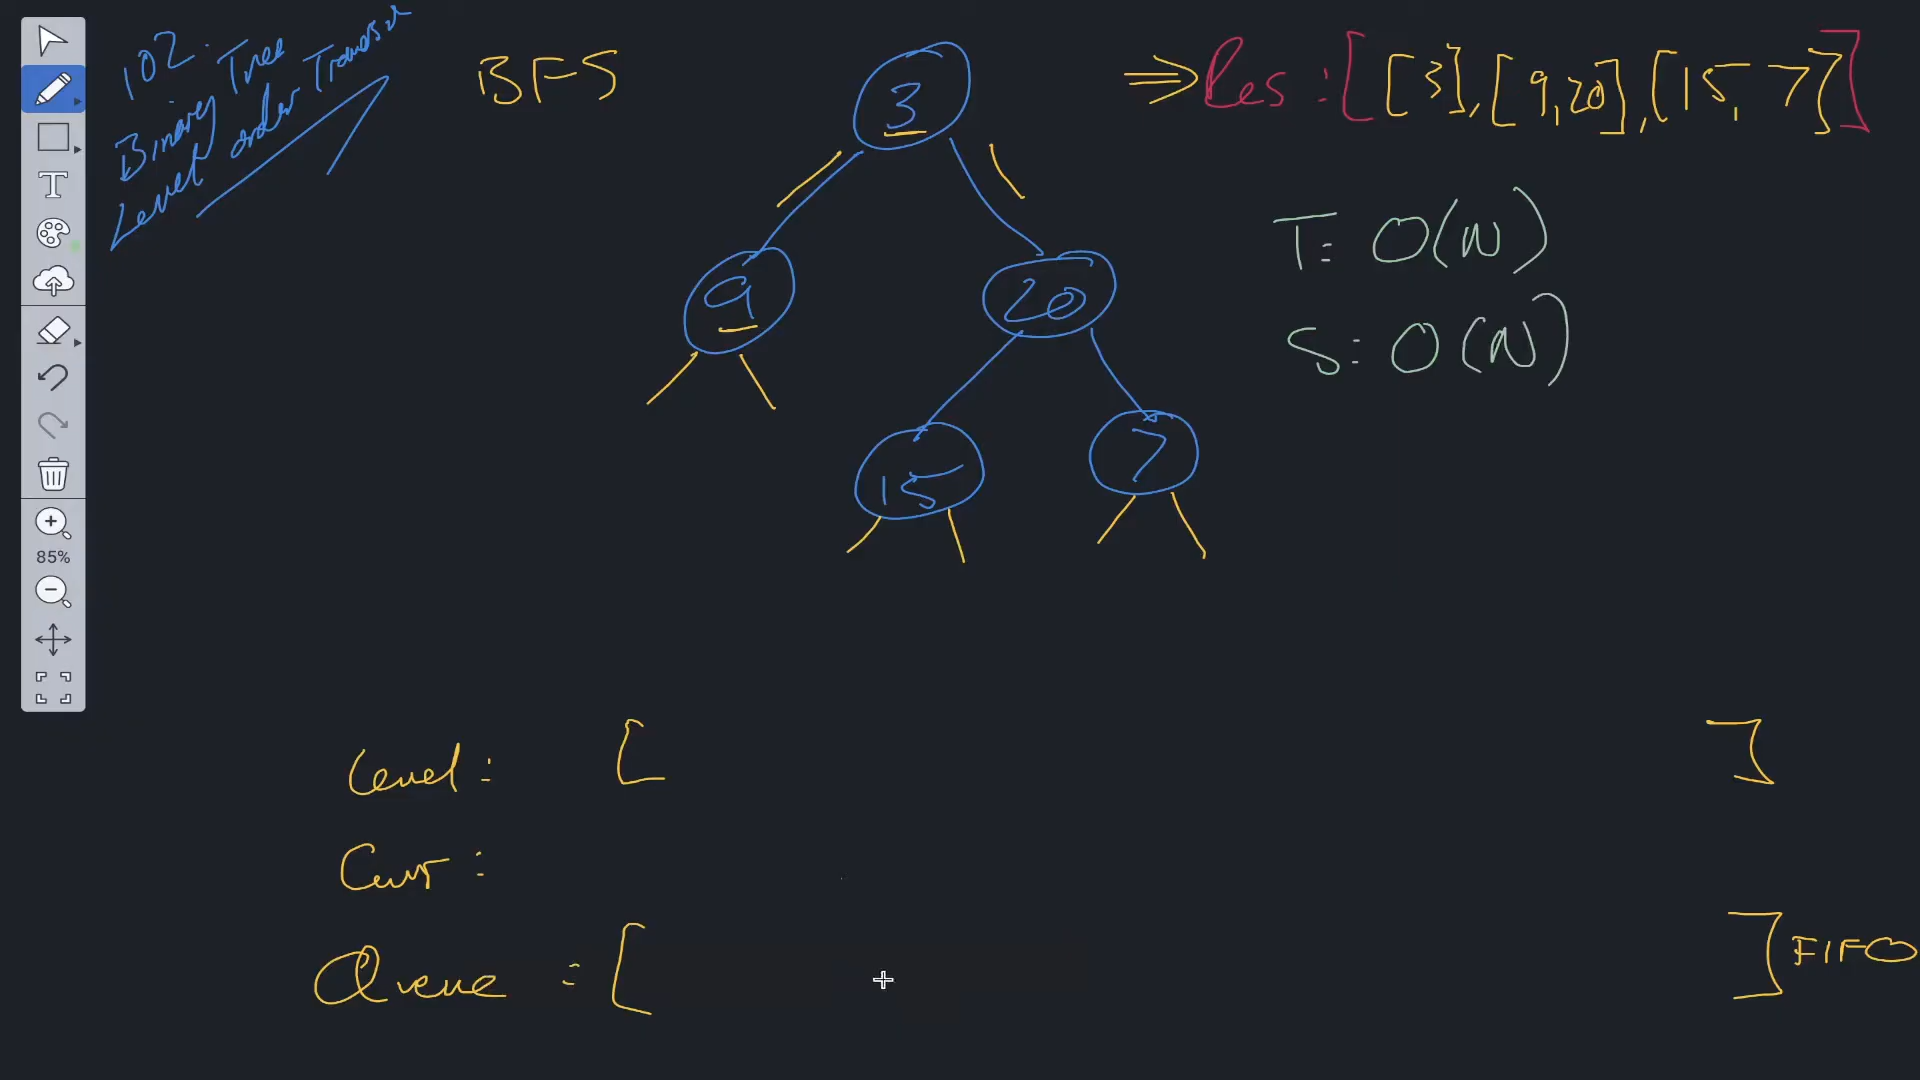 102. Binary Tree
Level order Traversal
BFS
⇒ Res : [ [3], [9,20], [15, 7] ]
T: O(N)
S: O(N)
3
9
20
15
7
85%
Level : [ ]
Curr :
Queue = [ ] FIFO